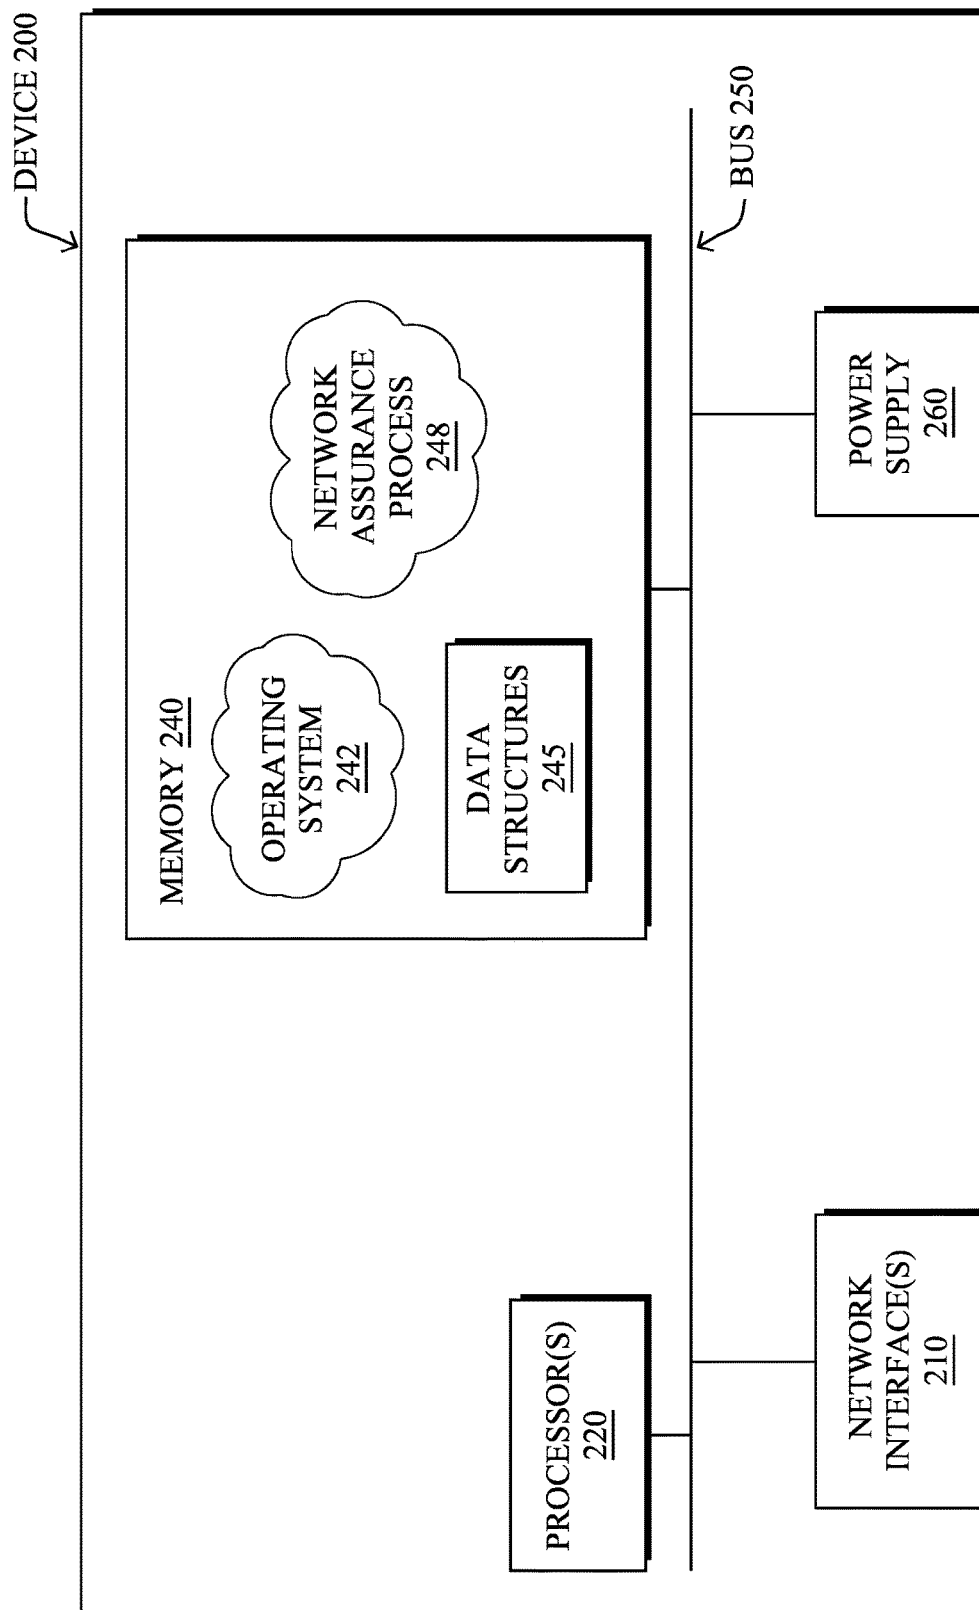 DEVICE 200
MEMORY 240
OPERATING
SYSTEM
242
NETWORK
ASSURANCE
PROCESS
248
DATA
STRUCTURES
245
PROCESSOR(S)
220
BUS 250
NETWORK
INTERFACE(S)
210
POWER
SUPPLY
260